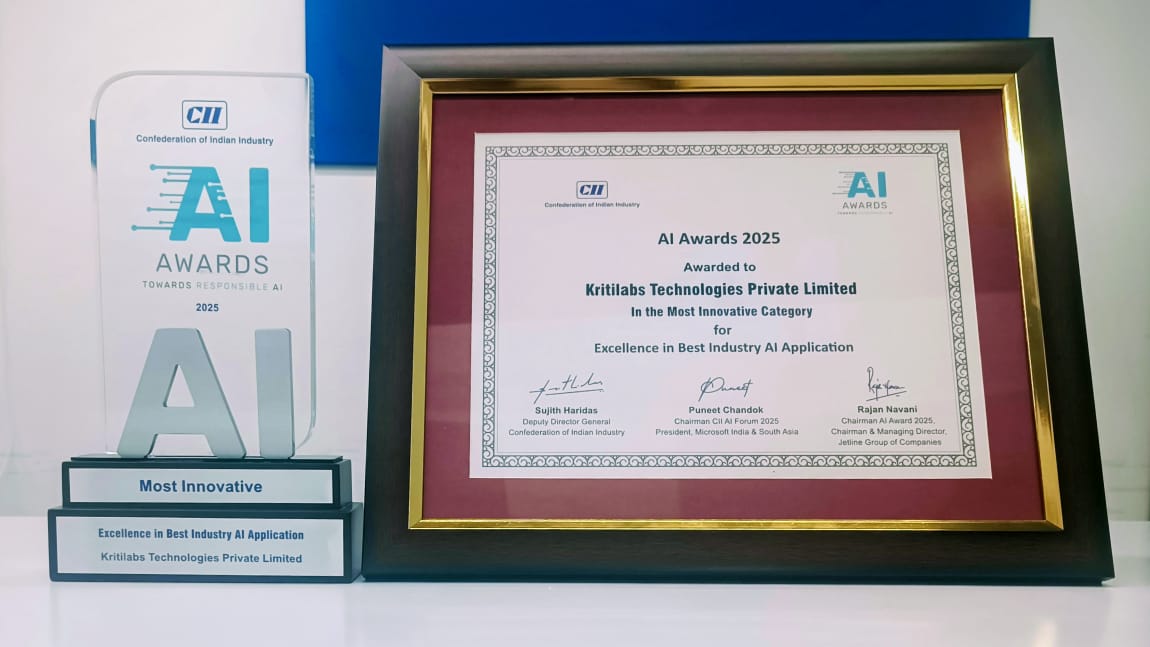 CII
Confederation of Indian Industry
AI
AWARDS
TOWARDS RESPONSIBLE AI
2025
AI
Most Innovative
Excellence in Best Industry AI Application
Kritilabs Technologies Private Limited
CII
Confederation of Indian Industry
AI
AWARDS
TOWARDS RESPONSIBLE AI
AI Awards 2025
Awarded to
Kritilabs Technologies Private Limited
In the Most Innovative Category
for
Excellence in Best Industry AI Application
Sujith Haridas
Deputy Director General
Confederation of Indian Industry
Puneet
Puneet Chandok
Chairman CII AI Forum 2025
President, Microsoft India & South Asia
Rajan Navani
Chairman AI Award 2025,
Chairman & Managing Director,
Jetline Group of Companies